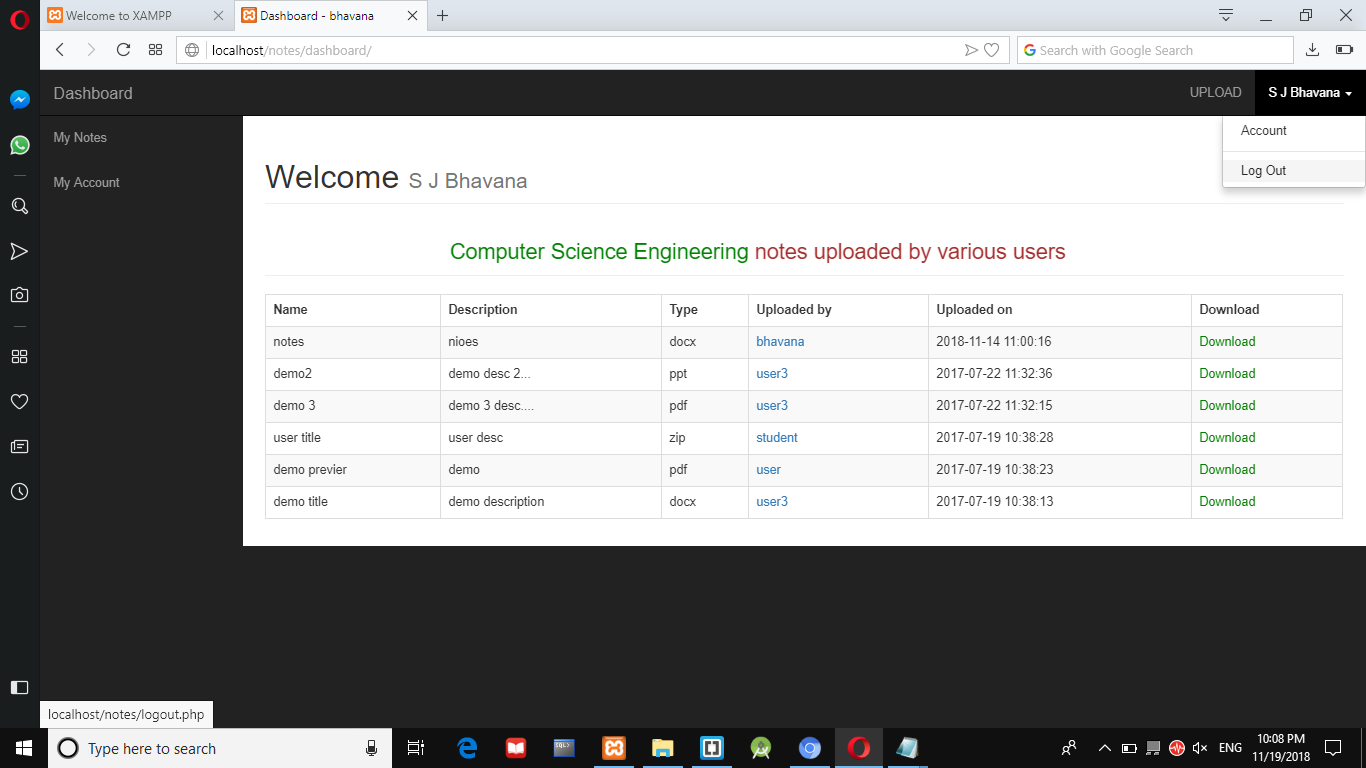 Welcome to XAMPP
Dashboard - bhavana
localhost/notes/dashboard/
Search with Google Search
Dashboard
UPLOAD
S J Bhavana
Account
Log Out
My Notes
My Account
Welcome S J Bhavana
Computer Science Engineering notes uploaded by various users
Name Description Type Uploaded by Uploaded on Download
notes nioes docx bhavana 2018-11-14 11:00:16 Download
demo2 demo desc 2... ppt user3 2017-07-22 11:32:36 Download
demo 3 demo 3 desc.... pdf user3 2017-07-22 11:32:15 Download
user title user desc zip student 2017-07-19 10:38:28 Download
demo previer demo pdf user 2017-07-19 10:38:23 Download
demo title demo description docx user3 2017-07-19 10:38:13 Download
localhost/notes/logout.php
Type here to search
ENG
10:08 PM
11/19/2018